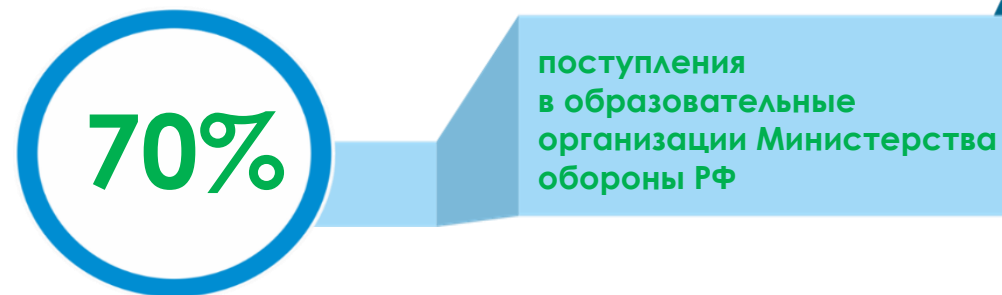 70%
поступления
в образовательные
организации Министерства
обороны РФ